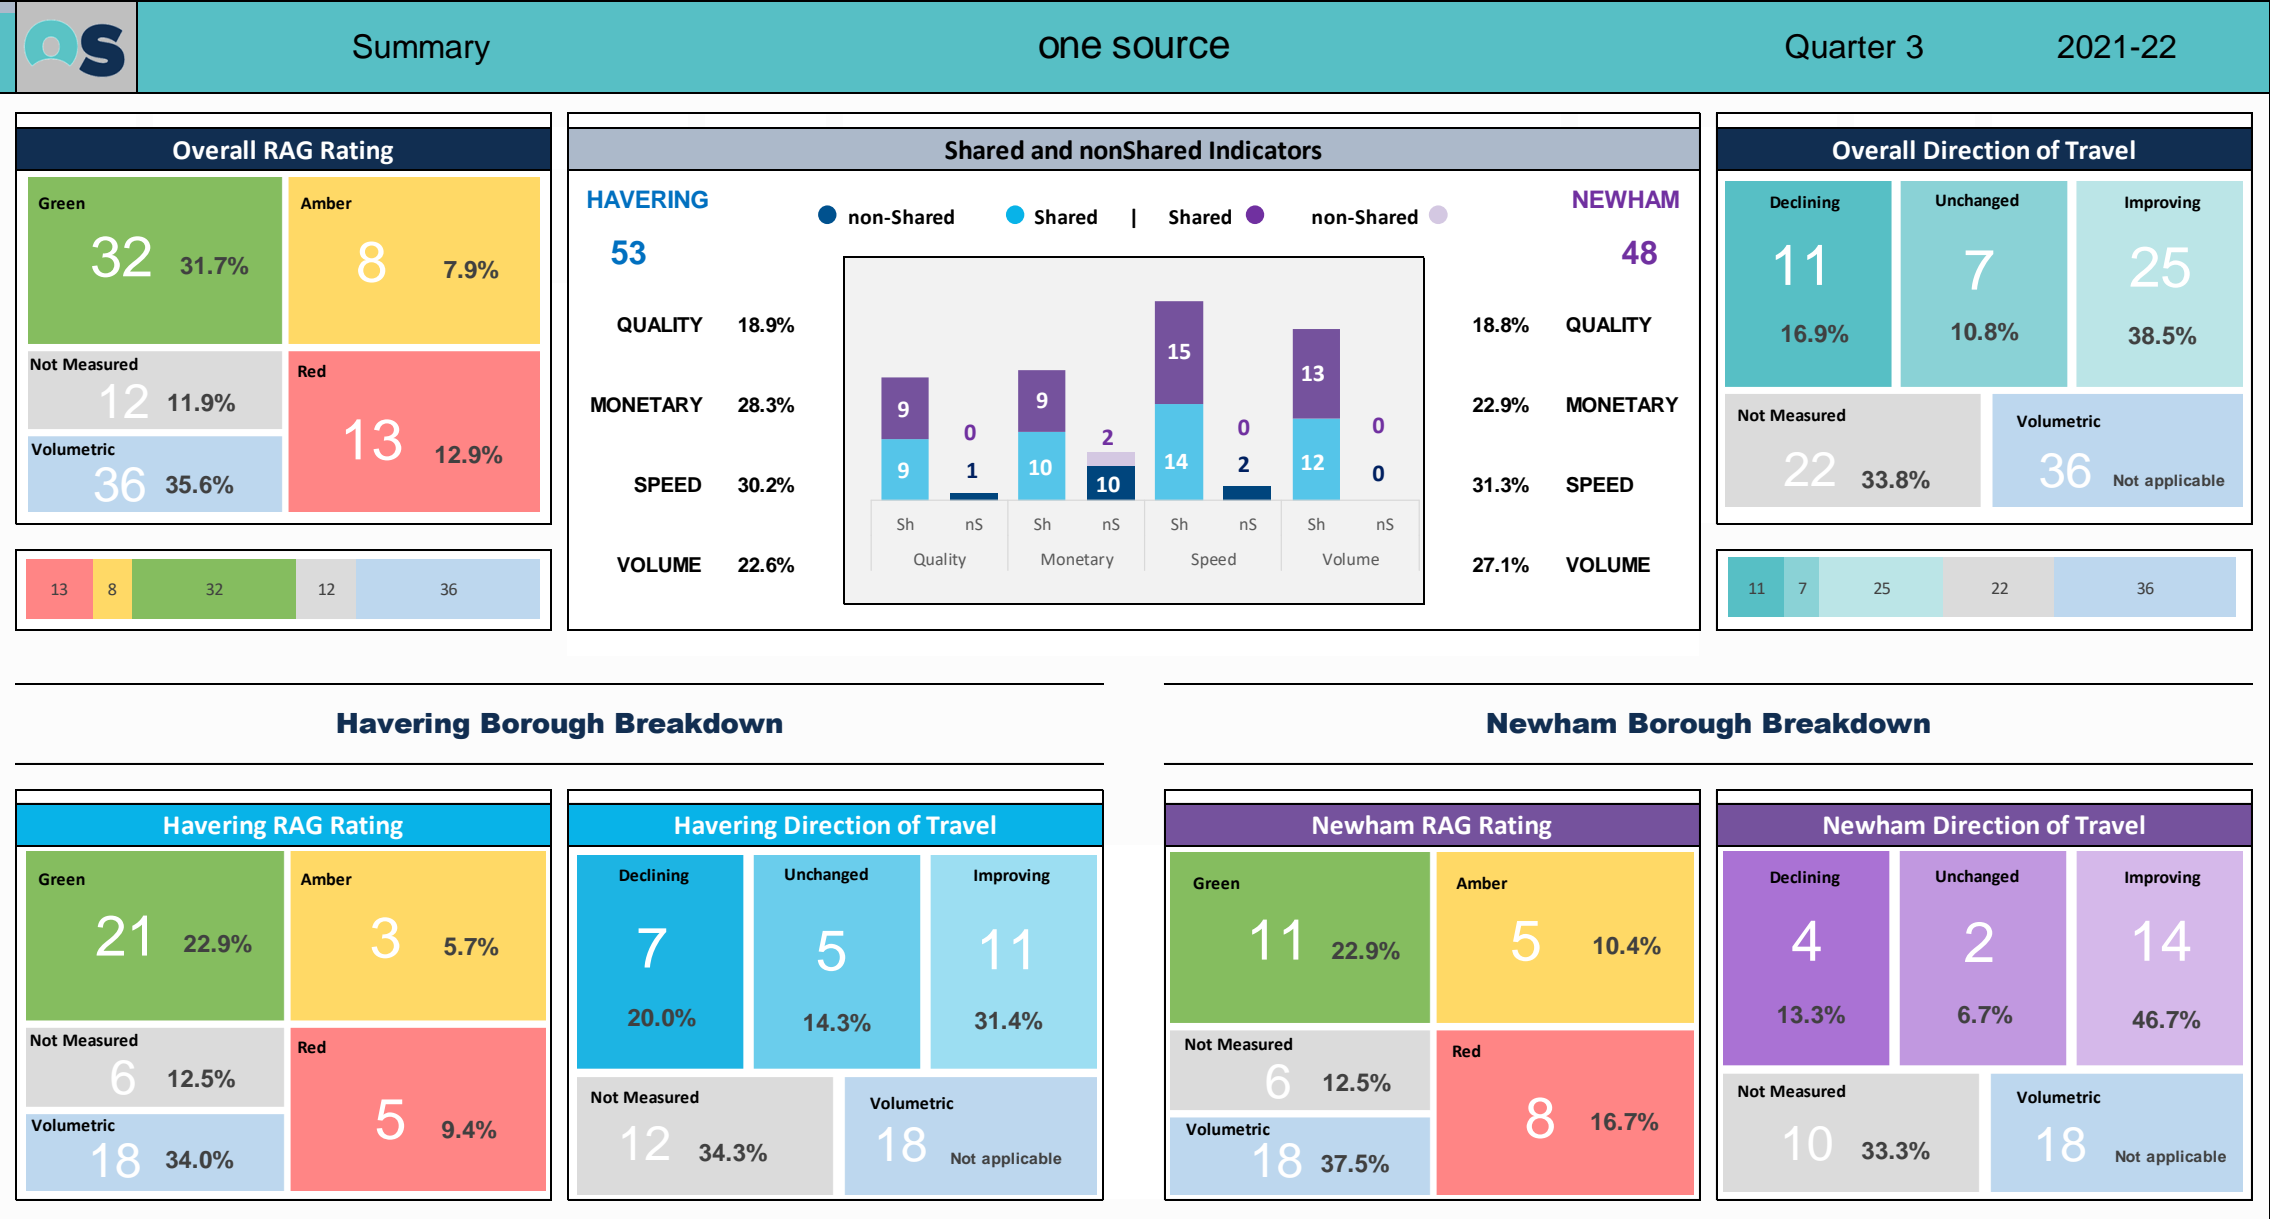 OS
Summary
one source
Quarter 3
2021-22
Overall RAG Rating
Green
Amber
32 31.7%
8 7.9%
Not Measured
12 11.9%
Red
13 12.9%
Volumetric
36 35.6%
13 8 32 12 36
Shared and nonShared Indicators
HAVERING
53
non-Shared Shared | Shared non-Shared
NEWHAM
48
QUALITY 18.9%
MONETARY 28.3%
SPEED 30.2%
VOLUME 22.6%
9 9 15 13
0 2 0 0
9 1 10 10 14 2 12 0
Sh nS Sh nS Sh nS Sh nS
Quality Monetary Speed Volume
18.8% QUALITY
22.9% MONETARY
31.3% SPEED
27.1% VOLUME
Overall Direction of Travel
Declining Unchanged Improving
11 7 25
16.9% 10.8% 38.5%
Not Measured
22 33.8%
Volumetric
36 Not applicable
11 7 25 22 36
Havering Borough Breakdown
Newham Borough Breakdown
Havering RAG Rating
Green
Amber
21 22.9%
3 5.7%
Not Measured
6 12.5%
Red
5 9.4%
Volumetric
18 34.0%
Havering Direction of Travel
Declining Unchanged Improving
7 5 11
20.0% 14.3% 31.4%
Not Measured
12 34.3%
Volumetric
18 Not applicable
Newham RAG Rating
Green
Amber
11 22.9%
5 10.4%
Not Measured
6 12.5%
Red
8 16.7%
Volumetric
18 37.5%
Newham Direction of Travel
Declining Unchanged Improving
4 2 14
13.3% 6.7% 46.7%
Not Measured
10 33.3%
Volumetric
18 Not applicable